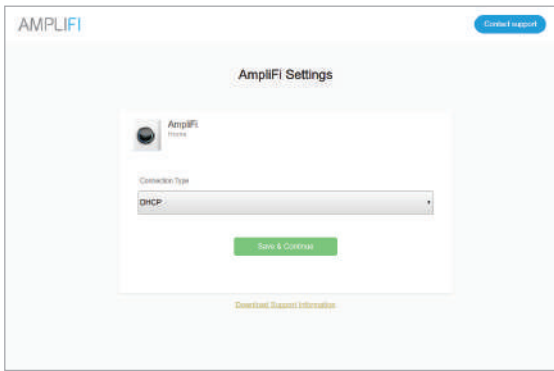 AMPLIFI
Contact support
AmpliFi Settings
AmpliFi
Home
Connection Type
DHCP
Save & Continue
Download Support Information